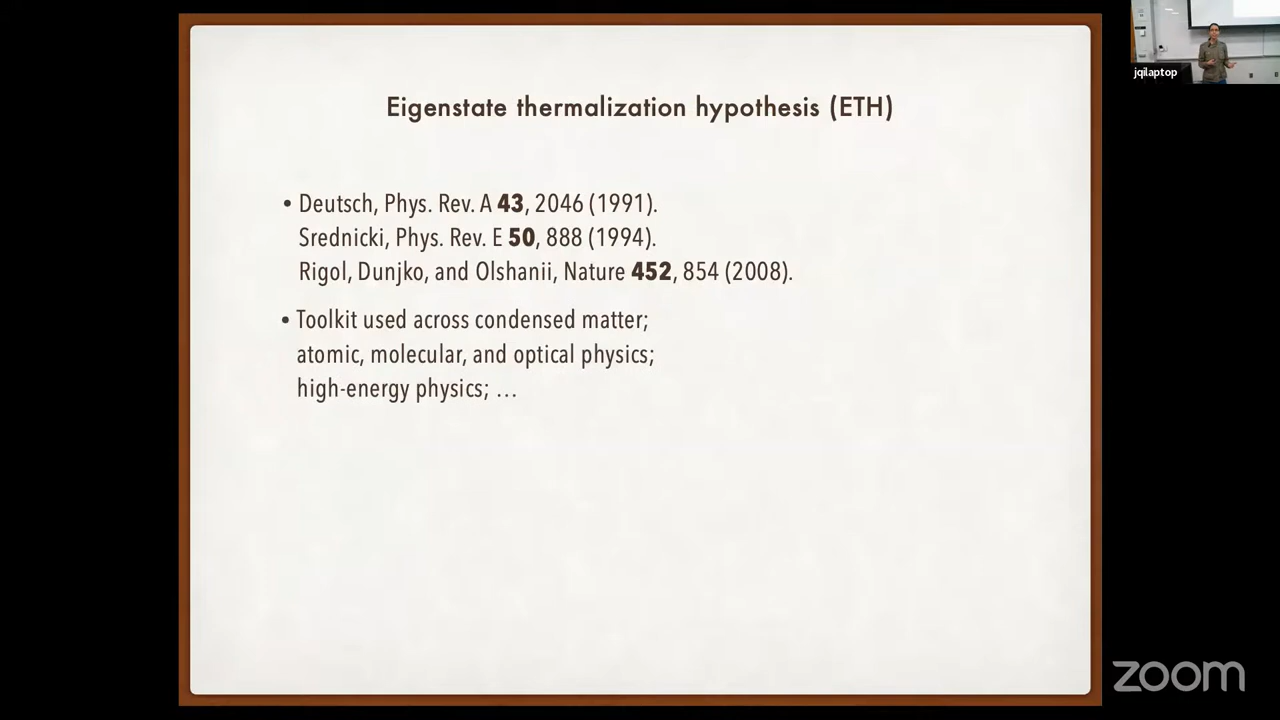 Eigenstate thermalization hypothesis (ETH)
• Deutsch, Phys. Rev. A 43, 2046 (1991).
Srednicki, Phys. Rev. E 50, 888 (1994).
Rigol, Dunjko, and Olshanii, Nature 452, 854 (2008).
• Toolkit used across condensed matter;
atomic, molecular, and optical physics;
high-energy physics; …
jqilaptop
zoom